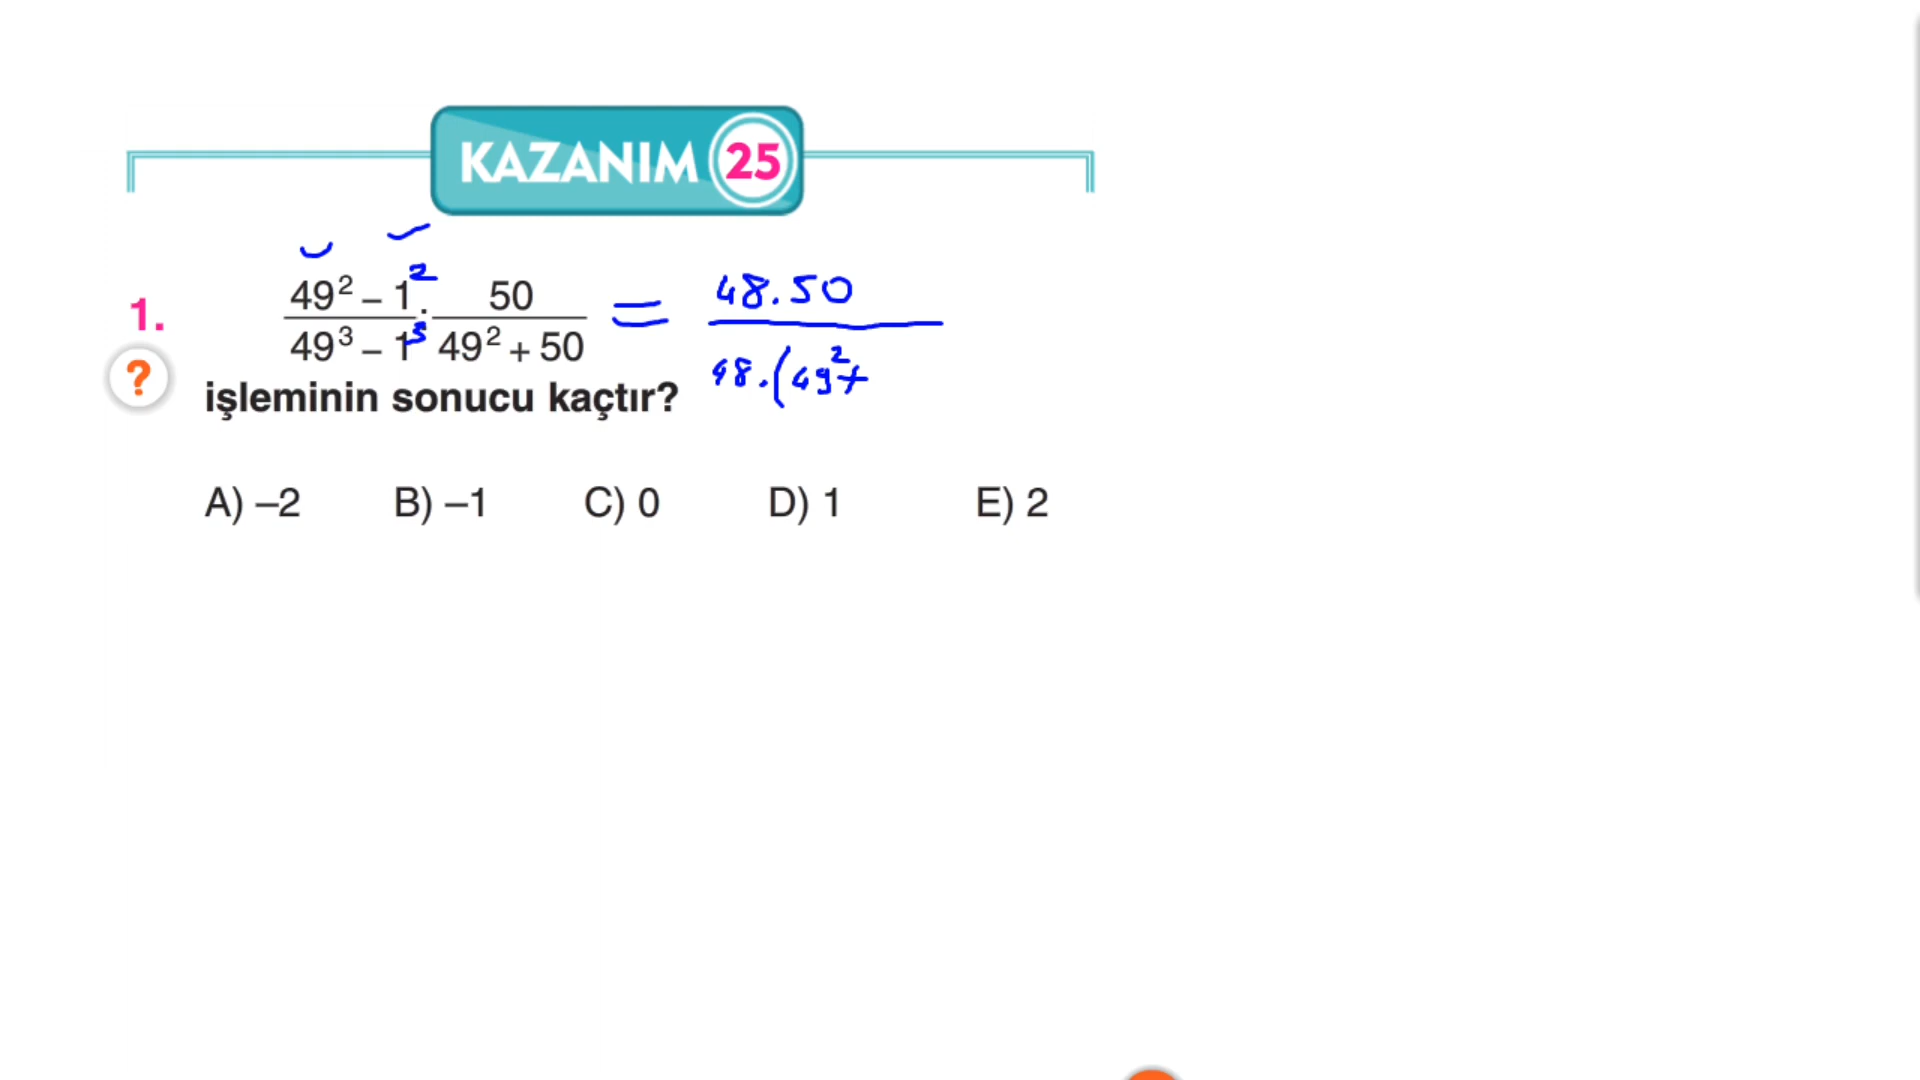 KAZANIM 25
1. 49² – 1² / 49³ – 1³ : 50 / 49² + 50 = 48.50 / 48.(49²+
?
işleminin sonucu kaçtır?
A) –2 B) –1 C) 0 D) 1 E) 2